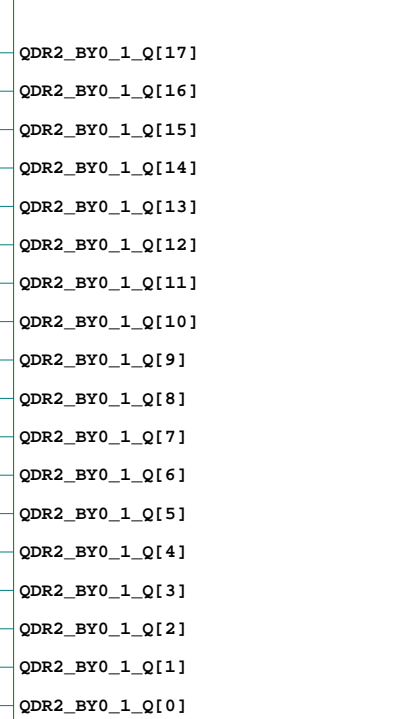 QDR2_BY0_1_Q[17]
QDR2_BY0_1_Q[16]
QDR2_BY0_1_Q[15]
QDR2_BY0_1_Q[14]
QDR2_BY0_1_Q[13]
QDR2_BY0_1_Q[12]
QDR2_BY0_1_Q[11]
QDR2_BY0_1_Q[10]
QDR2_BY0_1_Q[9]
QDR2_BY0_1_Q[8]
QDR2_BY0_1_Q[7]
QDR2_BY0_1_Q[6]
QDR2_BY0_1_Q[5]
QDR2_BY0_1_Q[4]
QDR2_BY0_1_Q[3]
QDR2_BY0_1_Q[2]
QDR2_BY0_1_Q[1]
QDR2_BY0_1_Q[0]